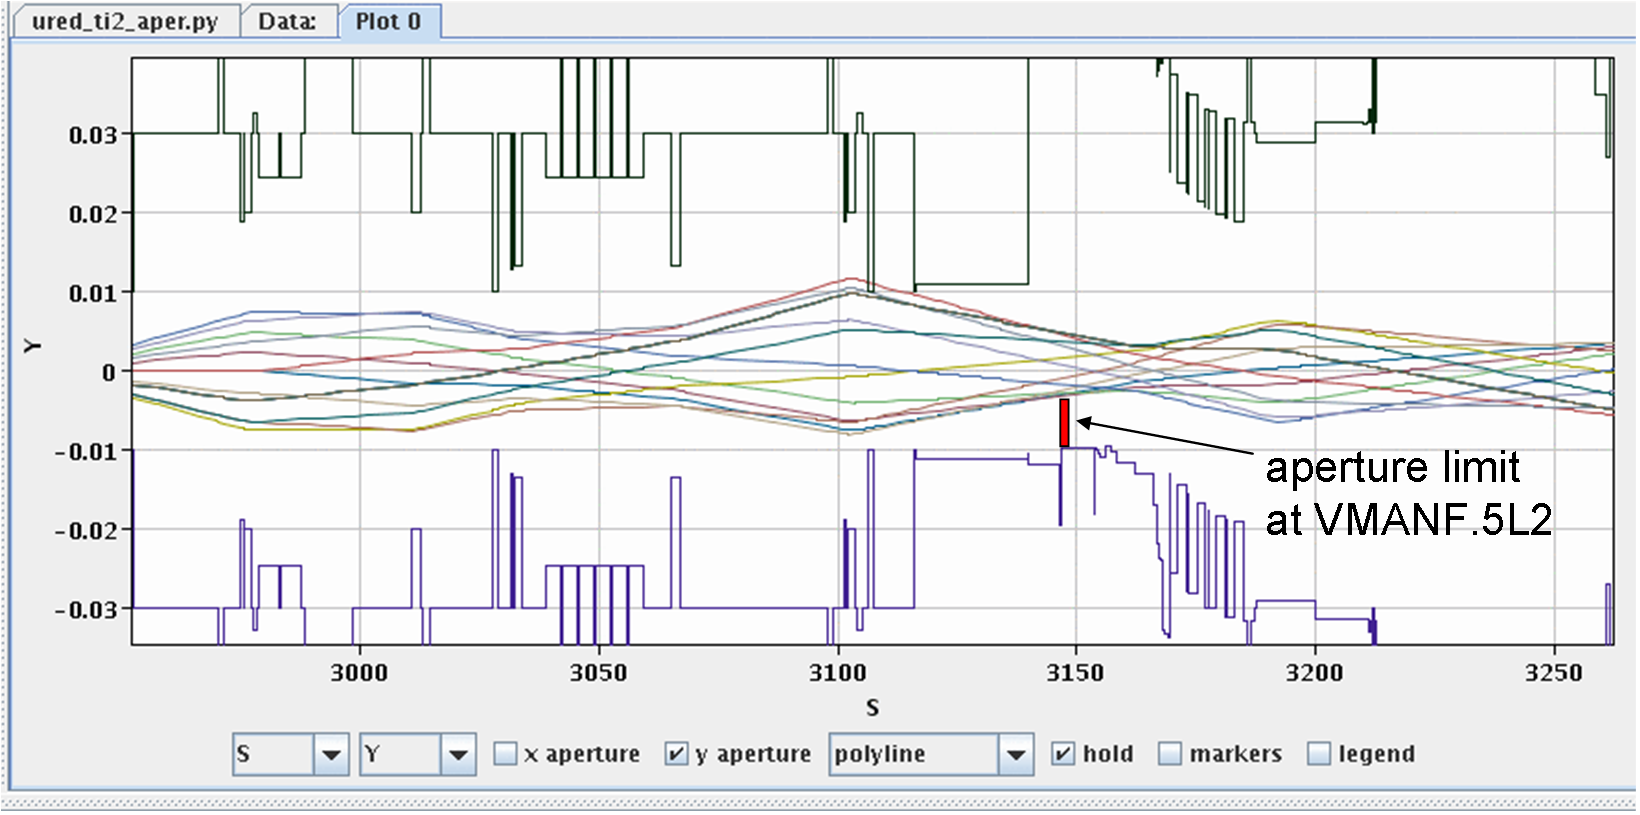 ured_ti2_aper.py Data: Plot 0
0.03
0.02
0.01
0
-0.01
-0.02
-0.03
Y
aperture limit
at VMANF.5L2
3000 3050 3100 3150 3200 3250
S
S Y x aperture y aperture polyline hold markers legend